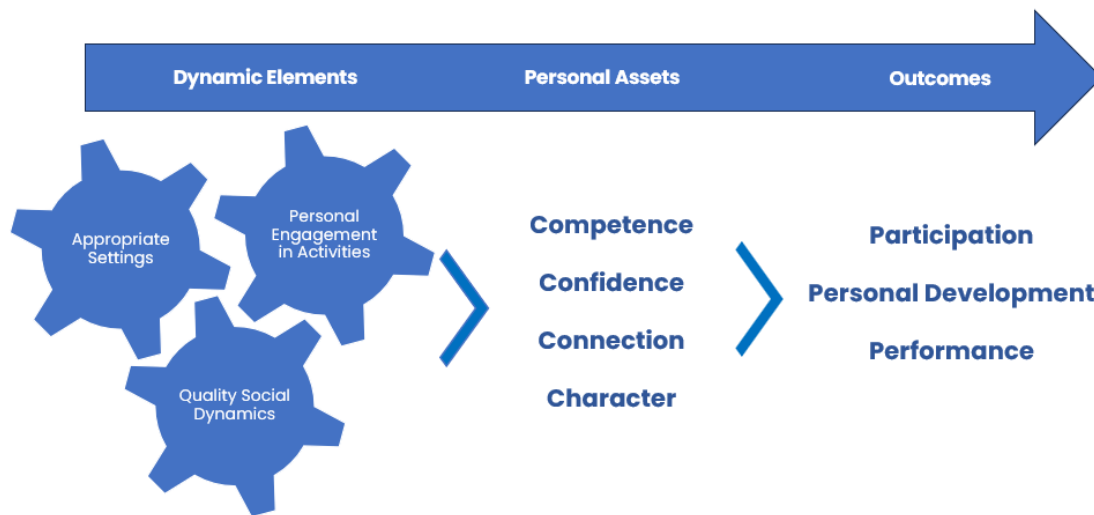 Dynamic Elements
Personal Assets
Outcomes
Appropriate
Settings
Personal
Engagement
in Activities
Quality Social
Dynamics
Competence
Confidence
Connection
Character
Participation
Personal Development
Performance